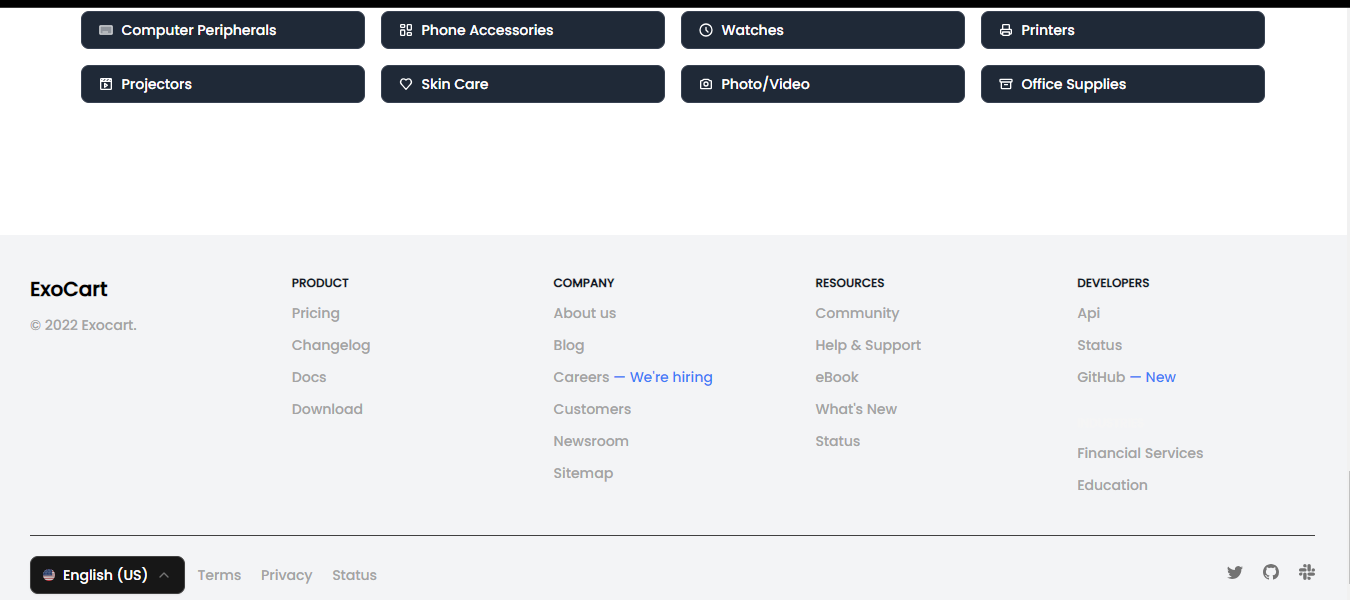 Computer Peripherals
Phone Accessories
Watches
Printers
Projectors
Skin Care
Photo/Video
Office Supplies
ExoCart
© 2022 Exocart.
PRODUCT
Pricing
Changelog
Docs
Download
COMPANY
About us
Blog
Careers — We're hiring
Customers
Newsroom
Sitemap
RESOURCES
Community
Help & Support
eBook
What's New
Status
DEVELOPERS
Api
Status
GitHub — New
Financial Services
Education
English (US)
Terms
Privacy
Status